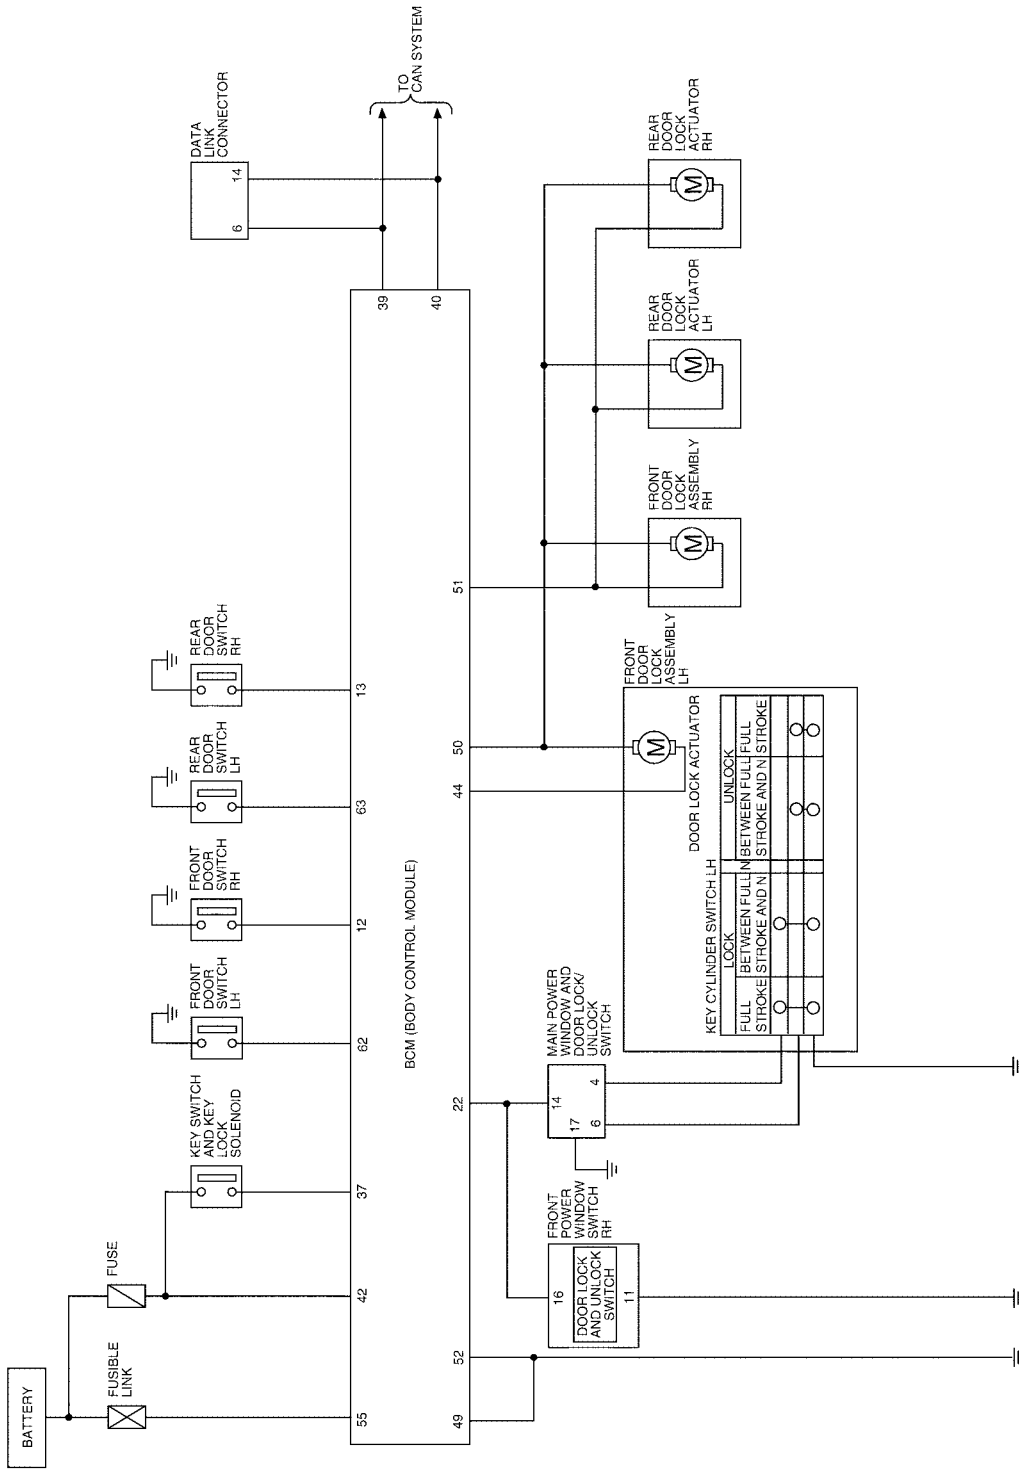 BATTERY
FUSIBLE
LINK
FUSE
KEY SWITCH
AND KEY
LOCK
SOLENOID
FRONT
DOOR
SWITCH
LH
FRONT
DOOR
SWITCH
RH
REAR
DOOR
SWITCH
LH
REAR
DOOR
SWITCH
RH
DATA
LINK
CONNECTOR
6
14
TO
CAN SYSTEM
55
42
37
62
12
63
13
39
40
BCM (BODY CONTROL MODULE)
49
52
22
44
50
51
FRONT
POWER
WINDOW
SWITCH
RH
16
DOOR LOCK
AND UNLOCK
SWITCH
11
MAIN POWER
WINDOW AND
DOOR LOCK/
UNLOCK
SWITCH
14
17
4
6
FRONT
DOOR
LOCK
ASSEMBLY
LH
M
DOOR LOCK ACTUATOR
KEY CYLINDER SWITCH LH
LOCK
UNLOCK
FULL
STROKE
BETWEEN FULL
STROKE AND N
N
BETWEEN FULL
STROKE AND N
FULL
STROKE
FRONT
DOOR
LOCK
ASSEMBLY
RH
M
REAR
DOOR
LOCK
ACTUATOR
LH
M
REAR
DOOR
LOCK
ACTUATOR
RH
M